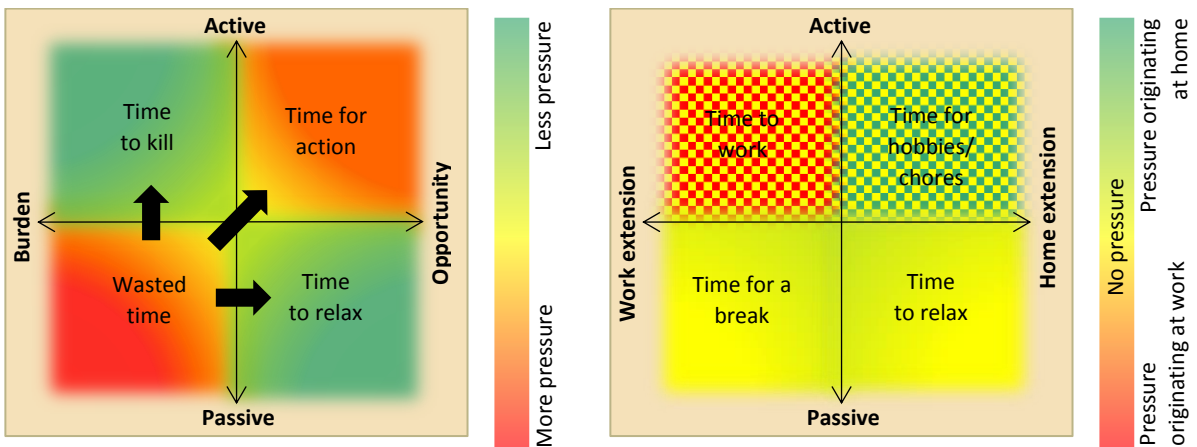 Active
Time
to kill
Time for
action
Burden
Opportunity
Wasted
time
Time
to relax
Passive
Less pressure
More pressure
Active
Time to
work
Time for
hobbies/
chores
Work extension
Home extension
Time for a
break
Time
to relax
Passive
Pressure originating
at home
No pressure
Pressure
originating at work